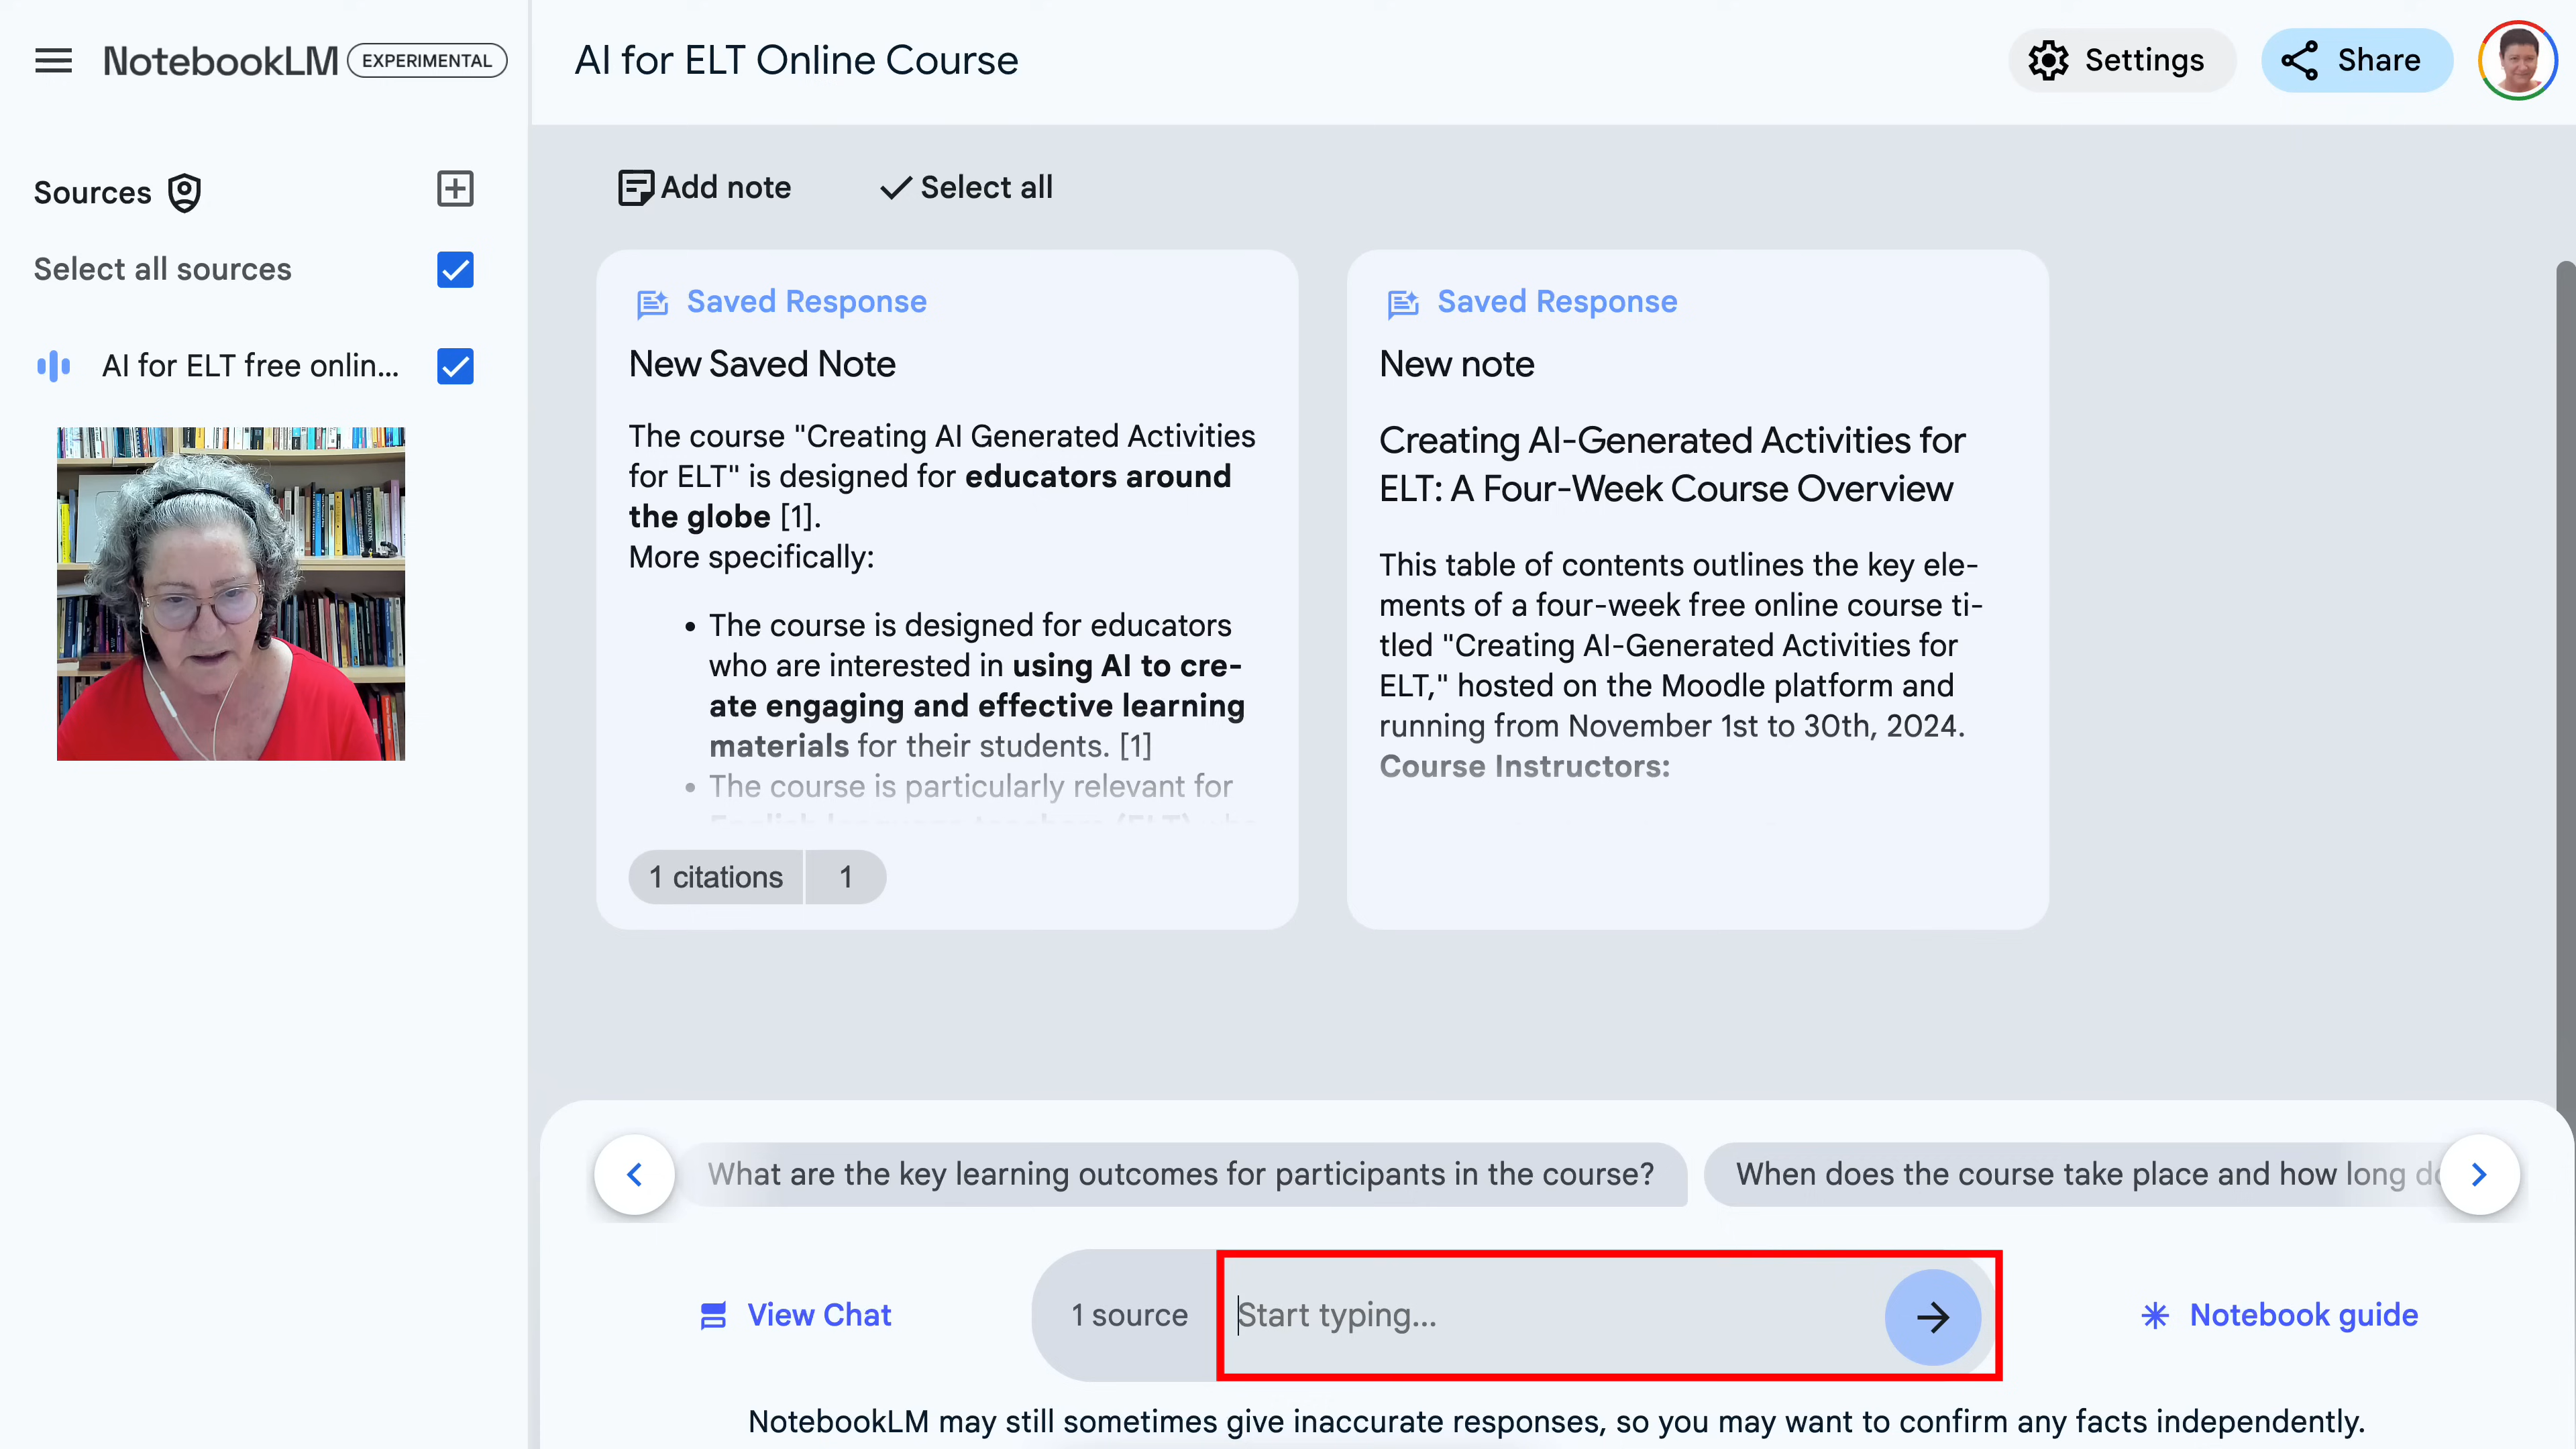 NotebookLM EXPERIMENTAL
AI for ELT Online Course
Settings
Share
Sources
Select all sources
AI for ELT free onlin...
Add note
Select all
Saved Response
New Saved Note
The course "Creating AI Generated Activities
for ELT" is designed for educators around
the globe [1].
More specifically:
• The course is designed for educators
who are interested in using AI to cre-
ate engaging and effective learning
materials for their students. [1]
• The course is particularly relevant for
English language teachers (ELT)
1 citations 1
Saved Response
New note
Creating AI-Generated Activities for
ELT: A Four-Week Course Overview
This table of contents outlines the key ele-
ments of a four-week free online course ti-
tled "Creating AI-Generated Activities for
ELT," hosted on the Moodle platform and
running from November 1st to 30th, 2024.
Course Instructors:
What are the key learning outcomes for participants in the course?
When does the course take place and how long
View Chat
1 source
Start typing...
Notebook guide
NotebookLM may still sometimes give inaccurate responses, so you may want to confirm any facts independently.